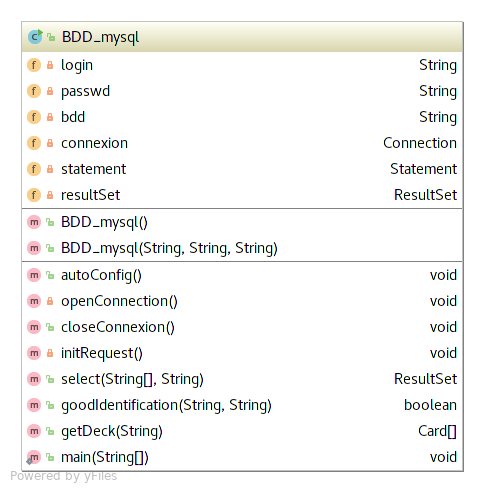 BDD_mysql
login String
passwd String
bdd String
connexion Connection
statement Statement
resultSet ResultSet
BDD_mysql()
BDD_mysql(String, String, String)
autoConfig() void
openConnection() void
closeConnexion() void
initRequest() void
select(String[], String) ResultSet
goodIdentification(String, String) boolean
getDeck(String) Card[]
main(String[]) void
Powered by yFiles